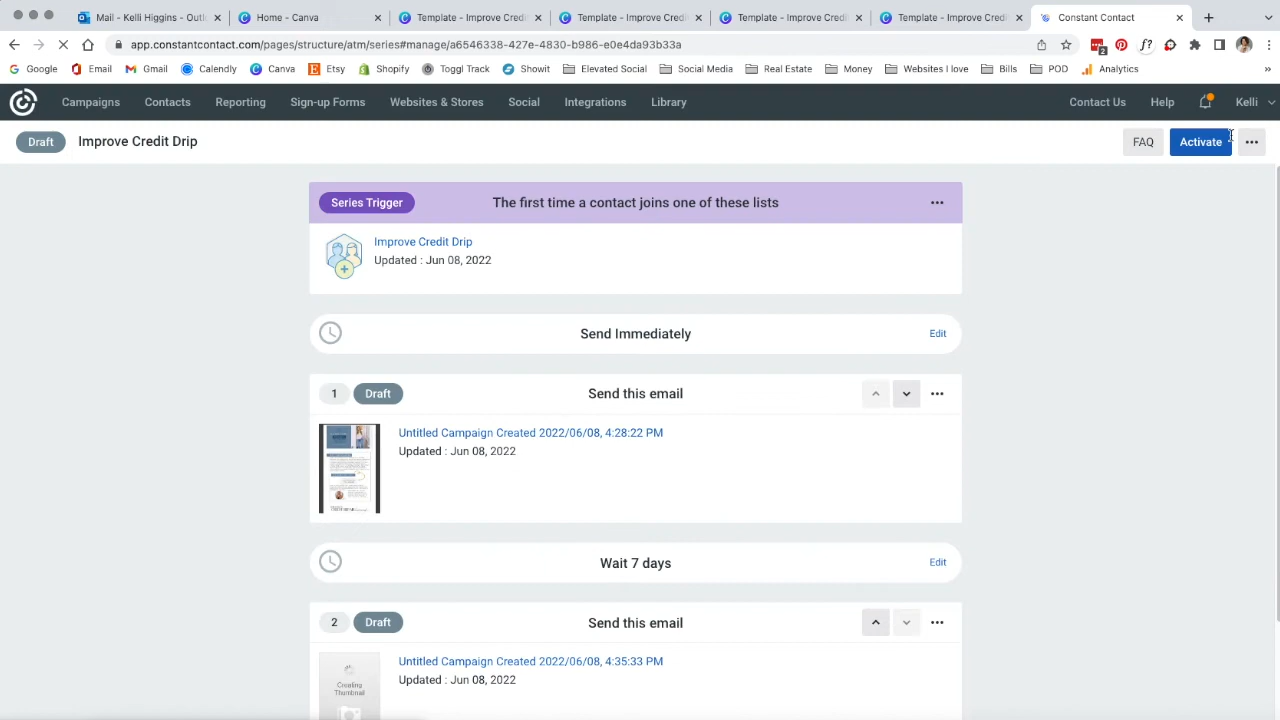 Mail - Kelli Higgins - Outl
Home - Canva
Template - Improve Credi
Template - Improve Credi
Template - Improve Credi
Template - Improve Credi
Constant Contact
app.constantcontact.com/pages/structure/atm/series#manage/a6546338-427e-4830-b986-e0e4da93b33a
Google
Email
Gmail
Calendly
Canva
Etsy
Shopify
Toggl Track
Showit
Elevated Social
Social Media
Real Estate
Money
Websites I love
Bills
POD
Analytics
Campaigns
Contacts
Reporting
Sign-up Forms
Websites & Stores
Social
Integrations
Library
Contact Us
Help
Kelli
Draft
Improve Credit Drip
FAQ
Activate
Series Trigger
The first time a contact joins one of these lists
Improve Credit Drip
Updated : Jun 08, 2022
Send Immediately
Edit
1
Draft
Send this email
Untitled Campaign Created 2022/06/08, 4:28:22 PM
Updated : Jun 08, 2022
Wait 7 days
Edit
2
Draft
Send this email
Creating
Thumbnail
Untitled Campaign Created 2022/06/08, 4:35:33 PM
Updated : Jun 08, 2022